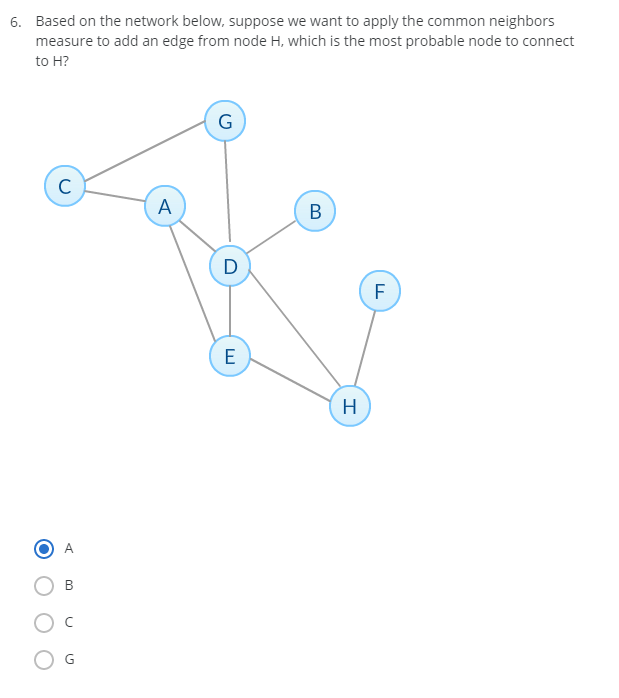 6. Based on the network below, suppose we want to apply the common neighbors
measure to add an edge from node H, which is the most probable node to connect
to H?
G
C
A
B
D
F
E
H
A
B
C
G